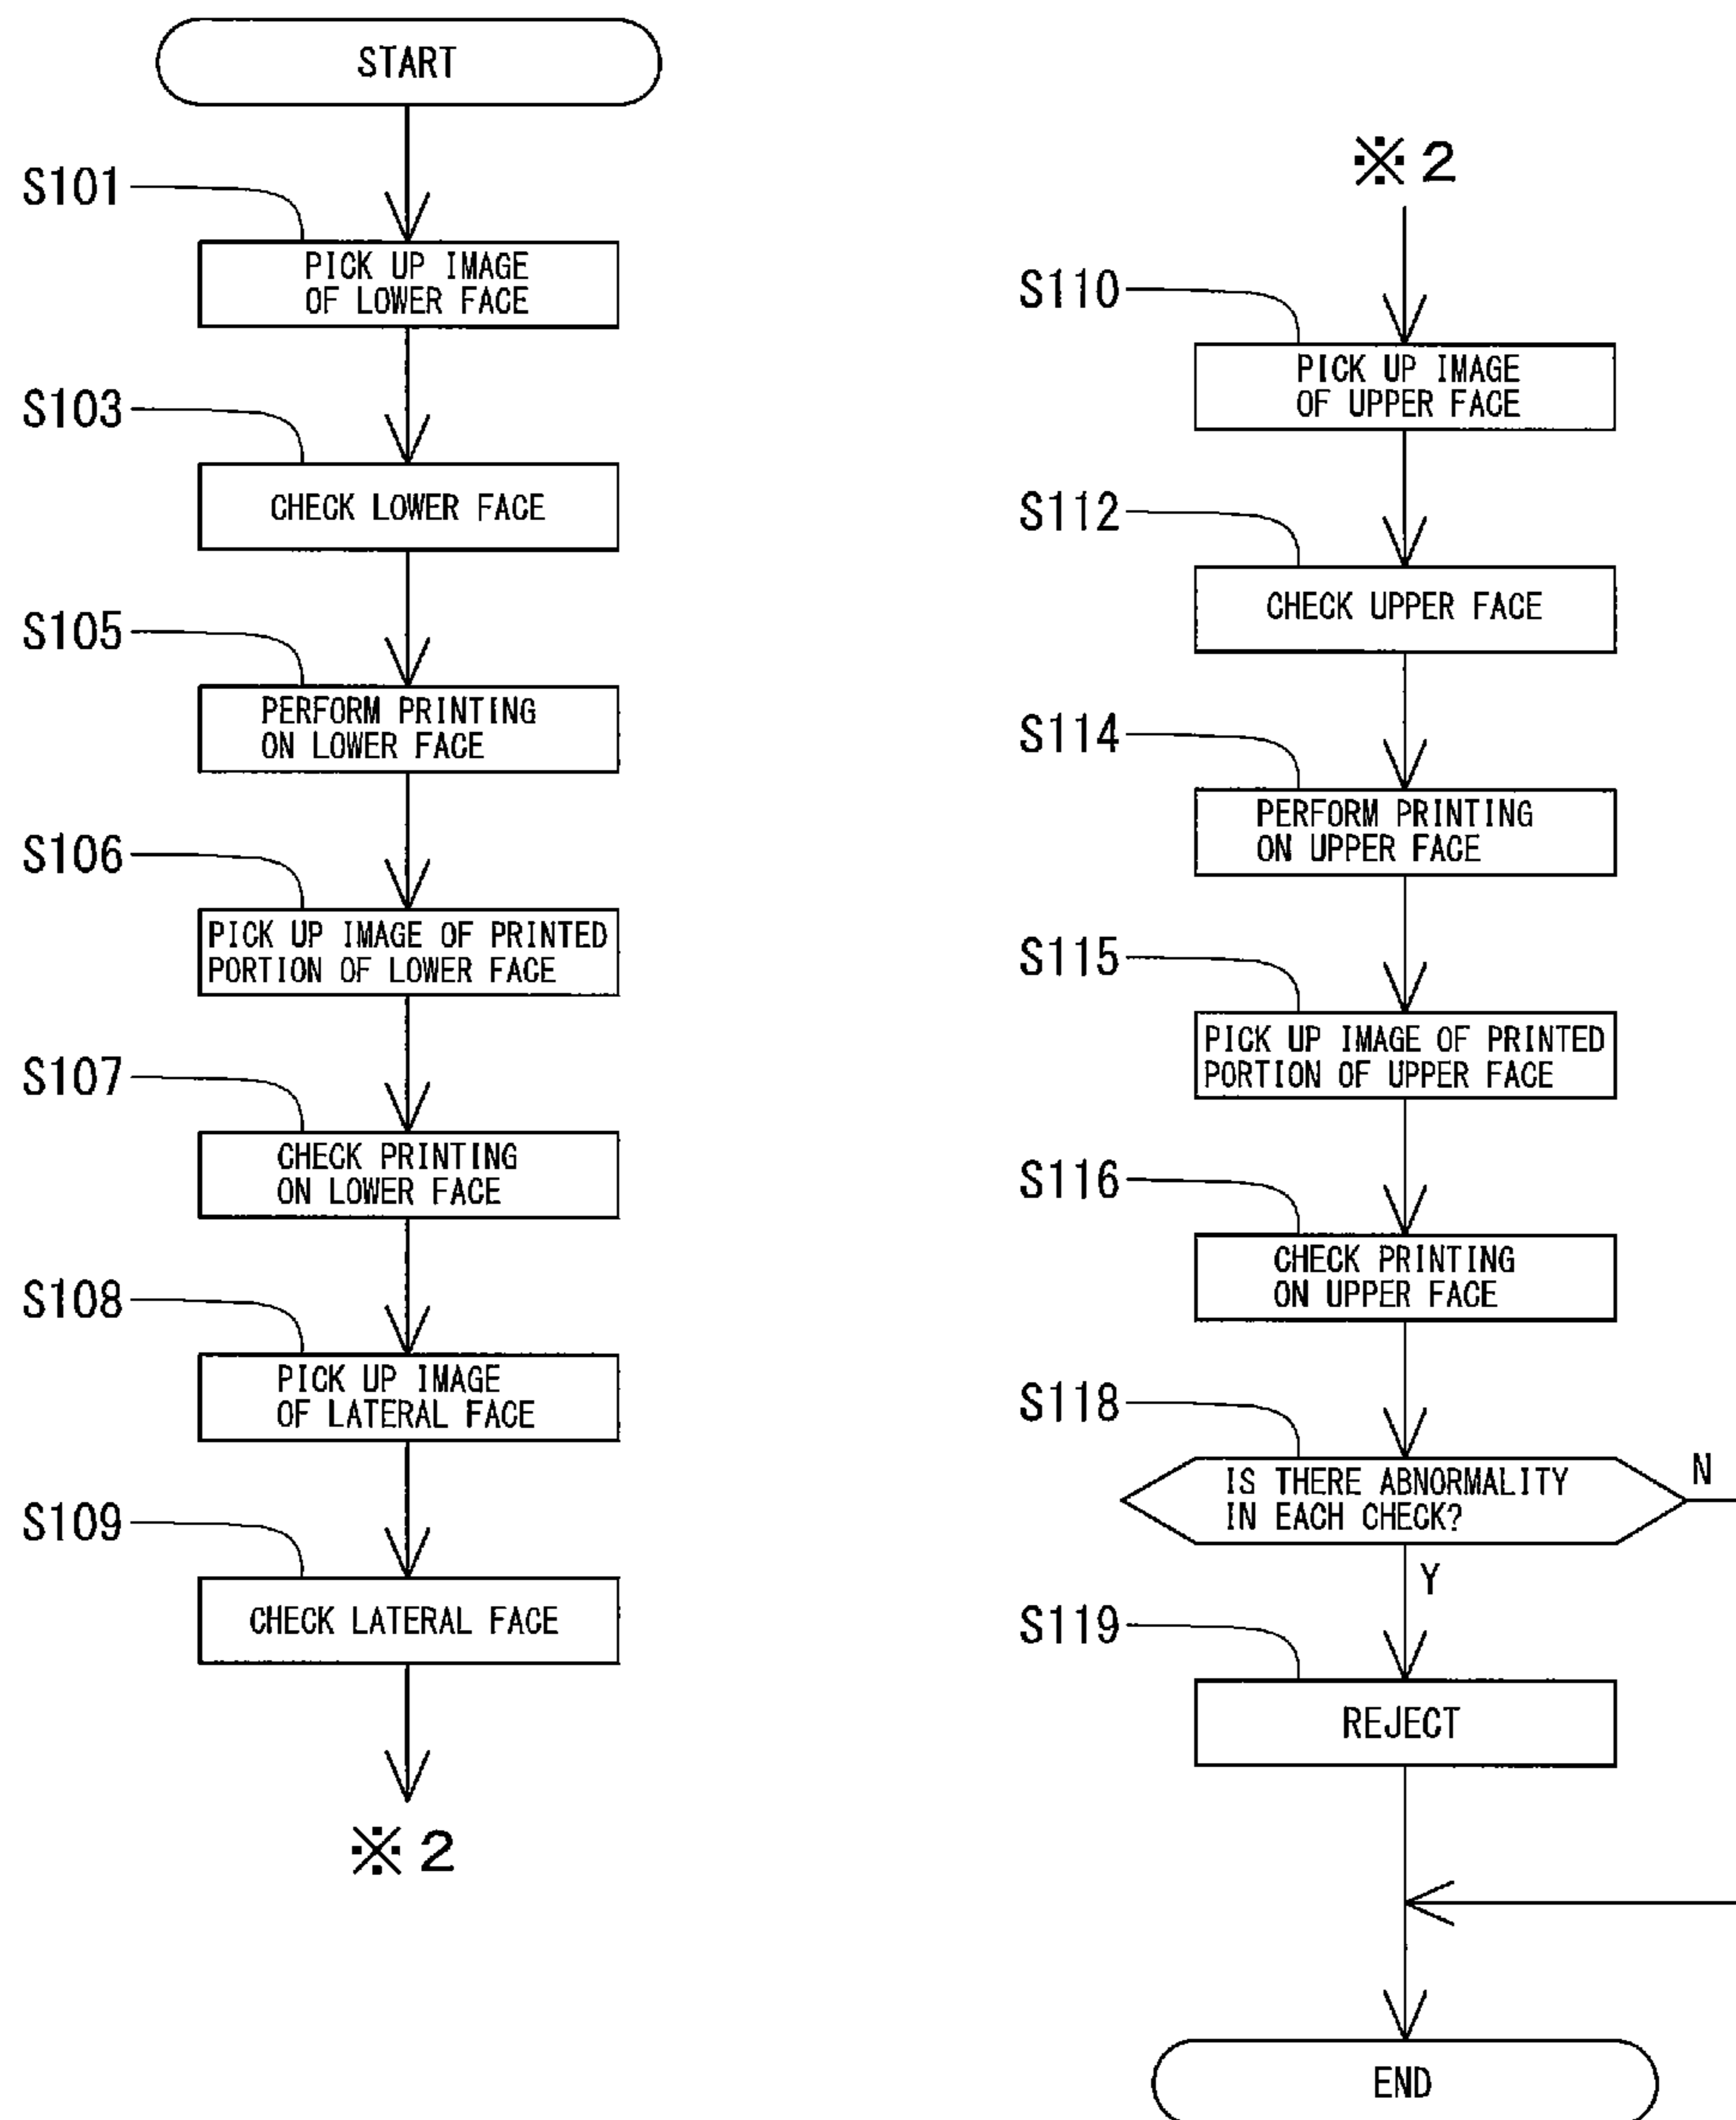 START
S101
PICK UP IMAGE
OF LOWER FACE
S103
CHECK LOWER FACE
S105
PERFORM PRINTING
ON LOWER FACE
S106
PICK UP IMAGE OF PRINTED
PORTION OF LOWER FACE
S107
CHECK PRINTING
ON LOWER FACE
S108
PICK UP IMAGE
OF LATERAL FACE
S109
CHECK LATERAL FACE
※2
※2
S110
PICK UP IMAGE
OF UPPER FACE
S112
CHECK UPPER FACE
S114
PERFORM PRINTING
ON UPPER FACE
S115
PICK UP IMAGE OF PRINTED
PORTION OF UPPER FACE
S116
CHECK PRINTING
ON UPPER FACE
S118
IS THERE ABNORMALITY
IN EACH CHECK?
N
Y
S119
REJECT
END